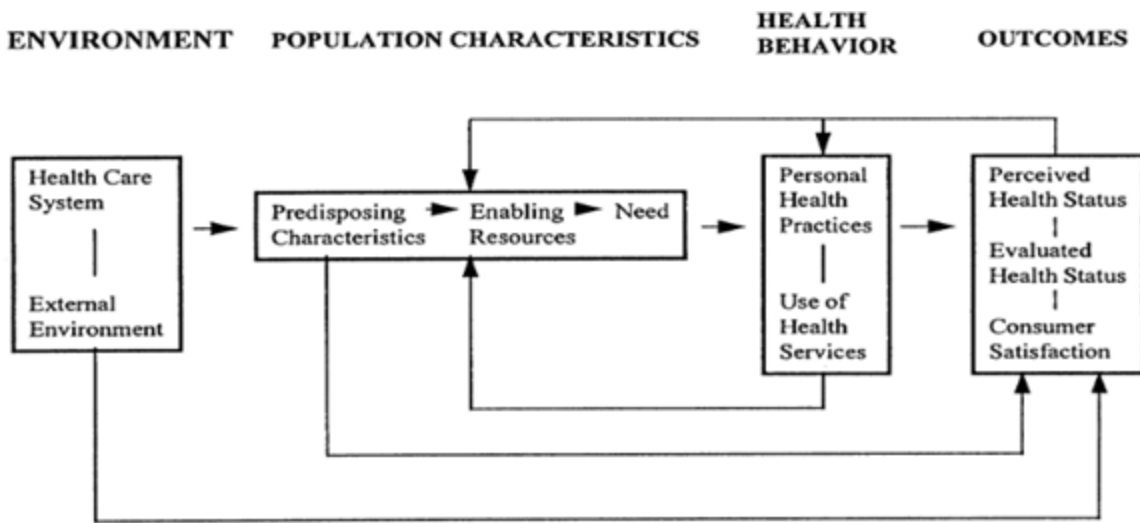 ENVIRONMENT
POPULATION CHARACTERISTICS
HEALTH
BEHAVIOR
OUTCOMES
Health Care
System
External
Environment
Predisposing
Characteristics
Enabling
Resources
Need
Personal
Health
Practices
Use of
Health
Services
Perceived
Health Status
Evaluated
Health Status
Consumer
Satisfaction